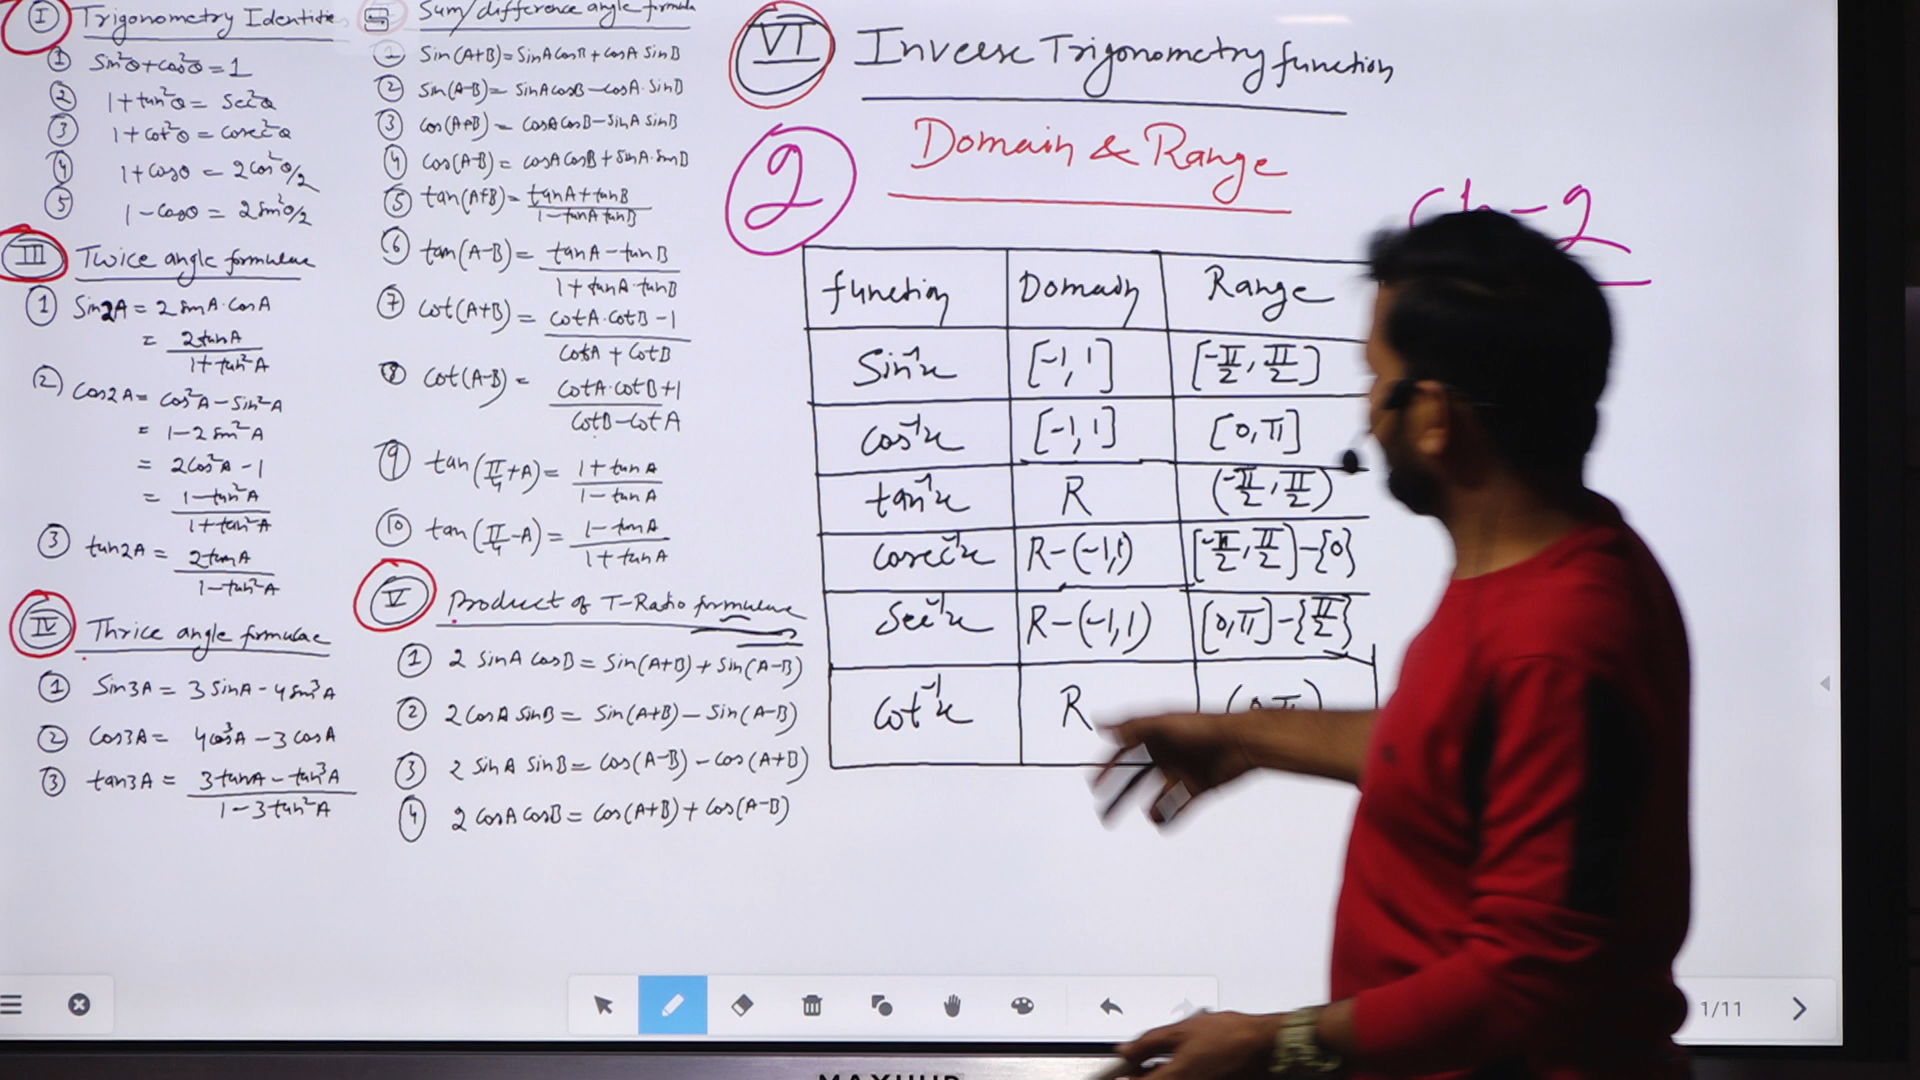 I Trigonometry Identities
① Sin²θ+cos²θ=1
② 1+tan²θ= Sec²θ
③ 1+cot²θ=Cosec²θ
④ 1+cosθ = 2cos²θ/2
⑤ 1-cosθ = 2sin²θ/2
III Twice angle formulae
① Sin2A = 2 sinA·cosA
= 2tanA / 1+tan²A
② Cos2A= Cos²A-Sin²A
= 1-2 sin²A
= 2cos²A-1
= 1-tan²A / 1+tan²A
③ tan2A = 2tanA / 1-tan²A
IV Thrice angle formulae
① Sin3A = 3 SinA-4sin³A
② Cos3A = 4cos³A-3 cosA
③ tan3A = 3tanA-tan³A / 1-3tan²A
Sum/difference angle formula
① Sin(A+B)=SinAcosB+cosA SinB
② Sin(A-B)= SinAcosB-cosA·SinB
③ cos(A+B)= CosACosB-SinA SinB
④ cos(A-B)= cosACosB+SinA·SinB
⑤ tan(A+B)= tanA+tanB / 1-tanAtanB
⑥ tan(A-B)= tanA-tanB / 1+tanA·tanB
⑦ Cot(A+B)= CotA·CotB-1 / CotA+CotB
⑧ Cot(A-B)= CotA·CotB+1 / CotB-CotA
⑨ tan(π/4+A)= 1+tanA / 1-tanA
⑩ tan(π/4-A)= 1-tanA / 1+tanA
V Product of T-Ratio formulae
① 2 SinA CosB= Sin(A+B)+Sin(A-B)
② 2CosA SinB= Sin(A+B)-Sin(A-B)
③ 2 SinA SinB= Cos(A-B)-Cos(A+B)
④ 2 CosA CosB= Cos(A+B)+Cos(A-B)
VI Inverse Trigonometry function
2 Domain & Range
Ch-2
function Domain Range
Sin⁻¹x [-1,1] [-π/2, π/2]
Cos⁻¹x [-1,1] [0,π]
tan⁻¹x R (-π/2, π/2)
Cosec⁻¹x R-(-1,1) [-π/2, π/2]-{0}
Sec⁻¹x R-(-1,1) [0,π]-{π/2}
Cot⁻¹x R
1/11